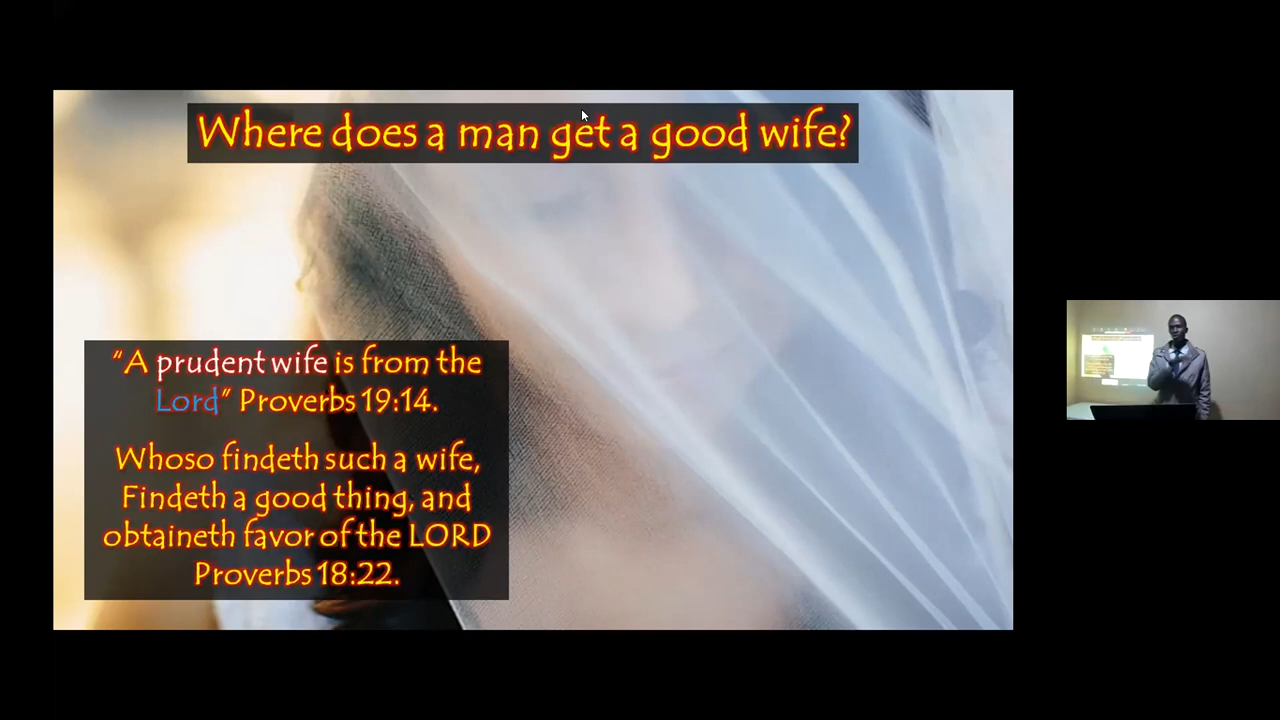 Where does a man get a good wife?
“A prudent wife is from the
Lord” Proverbs 19:14.
Whoso findeth such a wife,
Findeth a good thing, and
obtaineth favor of the LORD
Proverbs 18:22.